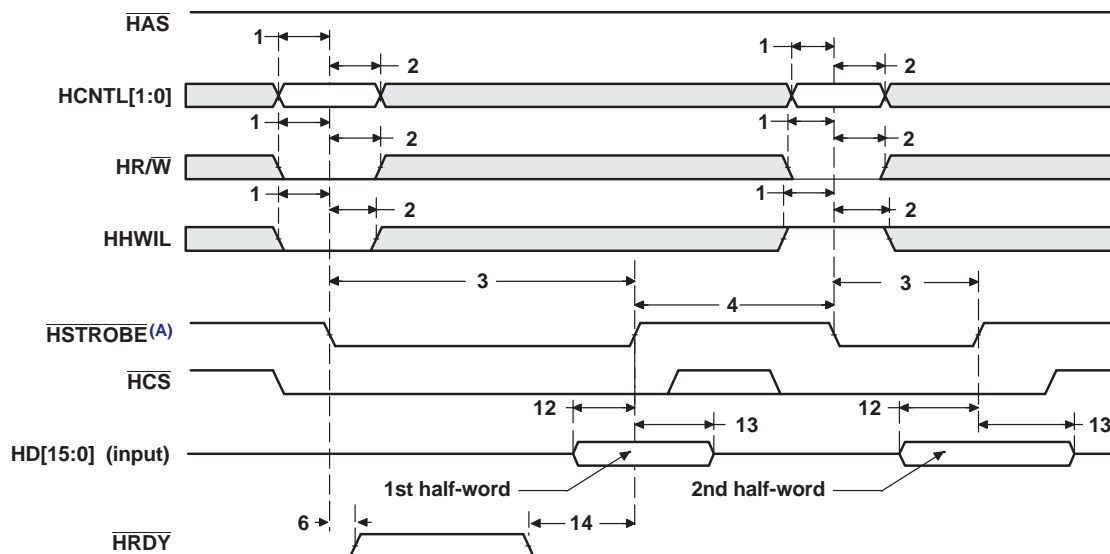 HAS
1
2
1
2
HCNTL[1:0]
1
2
1
2
HR/W
1
2
1
2
HHWIL
3
4
3
HSTROBE(A)
HCS
12
13
12
13
HD[15:0] (input)
1st half-word
2nd half-word
6
14
HRDY